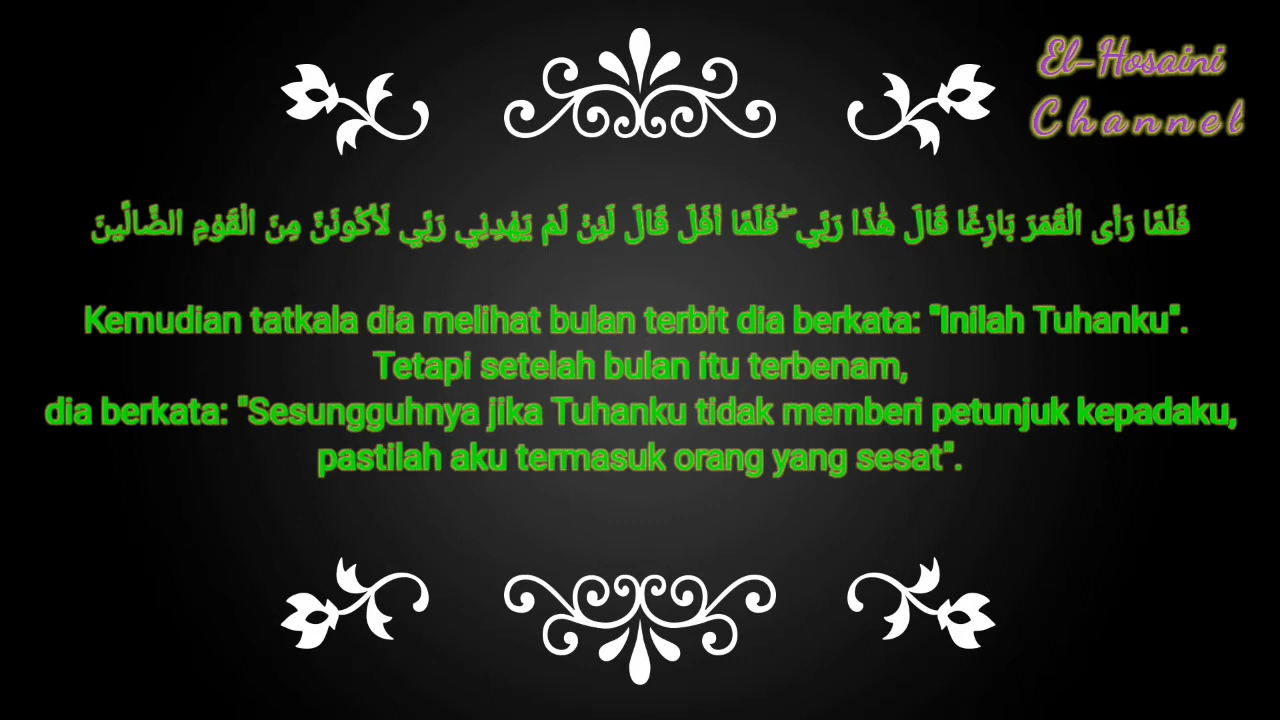 El-Hosaini
Channel
فَلَمَّا رَأَى الْقَمَرَ بَازِغًا قَالَ هَٰذَا رَبِّي ۖ فَلَمَّا أَفَلَ قَالَ لَئِنْ لَمْ يَهْدِنِي رَبِّي لَأَكُونَنَّ مِنَ الْقَوْمِ الضَّالِّينَ
Kemudian tatkala dia melihat bulan terbit dia berkata: "Inilah Tuhanku".
Tetapi setelah bulan itu terbenam,
dia berkata: "Sesungguhnya jika Tuhanku tidak memberi petunjuk kepadaku,
pastilah aku termasuk orang yang sesat".